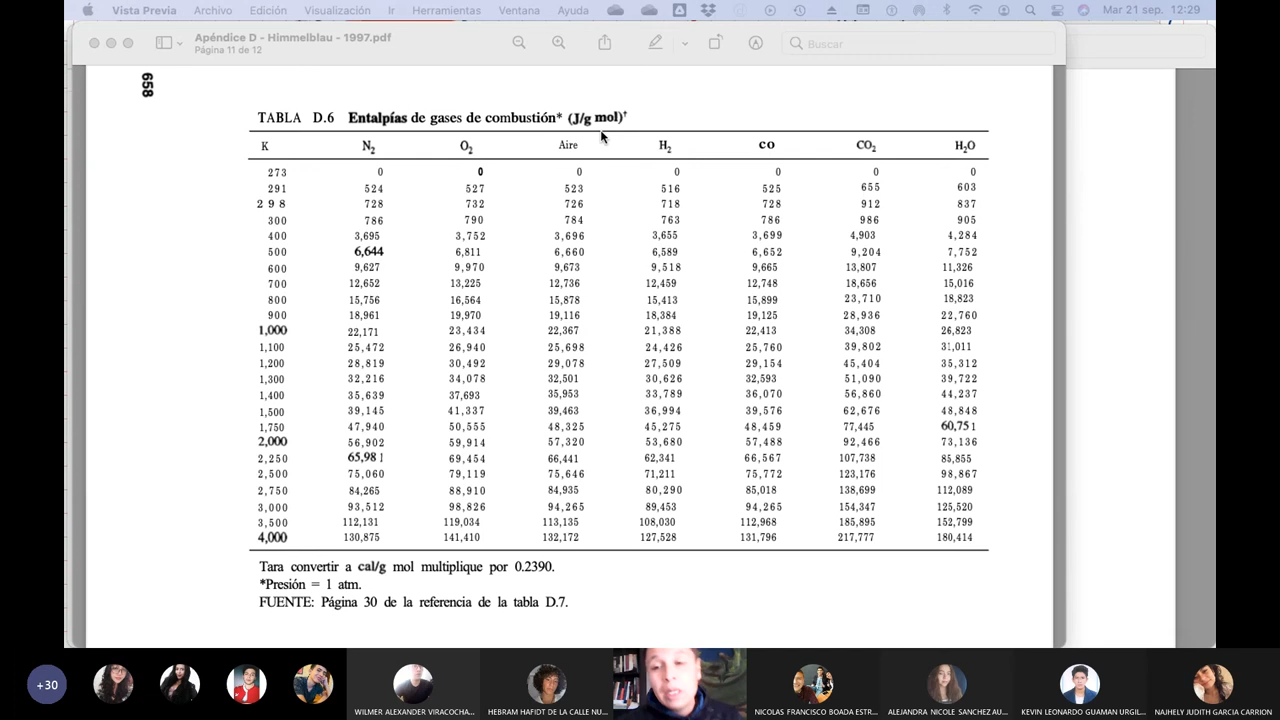 Vista Previa Archivo Edición Visualización Ir Herramientas Ventana Ayuda Mar 21 sep. 12:29
Apéndice D - Himmelblau - 1997.pdf
Página 11 de 12
Buscar
658
TABLA D.6 Entalpías de gases de combustión* (J/g mol)†
K N₂ O₂ Aire H₂ CO CO₂ H₂O
273 0 0 0 0 0 0 0
291 524 527 523 516 525 655 603
298 728 732 726 718 728 912 837
300 786 790 784 763 786 986 905
400 3,695 3,752 3,696 3,655 3,699 4,903 4,284
500 6,644 6,811 6,660 6,589 6,652 9,204 7,752
600 9,627 9,970 9,673 9,518 9,665 13,807 11,326
700 12,652 13,225 12,736 12,459 12,748 18,656 15,016
800 15,756 16,564 15,878 15,413 15,899 23,710 18,823
900 18,961 19,970 19,116 18,384 19,125 28,936 22,760
1,000 22,171 23,434 22,367 21,388 22,413 34,308 26,823
1,100 25,472 26,940 25,698 24,426 25,760 39,802 31,011
1,200 28,819 30,492 29,078 27,509 29,154 45,404 35,312
1,300 32,216 34,078 32,501 30,626 32,593 51,090 39,722
1,400 35,639 37,693 35,953 33,789 36,070 56,860 44,237
1,500 39,145 41,337 39,463 36,994 39,576 62,676 48,848
1,750 47,940 50,555 48,325 45,275 48,459 77,445 60,751
2,000 56,902 59,914 57,320 53,680 57,488 92,466 73,136
2,250 65,981 69,454 66,441 62,341 66,567 107,738 85,855
2,500 75,060 79,119 75,646 71,211 75,772 123,176 98,867
2,750 84,265 88,910 84,935 80,290 85,018 138,699 112,089
3,000 93,512 98,826 94,265 89,453 94,265 154,347 125,520
3,500 112,131 119,034 113,135 108,030 112,968 185,895 152,799
4,000 130,875 141,410 132,172 127,528 131,796 217,777 180,414
Tara convertir a cal/g mol multiplique por 0.2390.
*Presión = 1 atm.
FUENTE: Página 30 de la referencia de la tabla D.7.
+30
WILMER ALEXANDER VIRACOCHA... HEBRAM HAFIDT DE LA CALLE NU... NICOLAS FRANCISCO BOADA ESTR... ALEJANDRA NICOLE SANCHEZ AU... KEVIN LEONARDO GUAMAN URGIL... NAJHELY JUDITH GARCIA CARRION